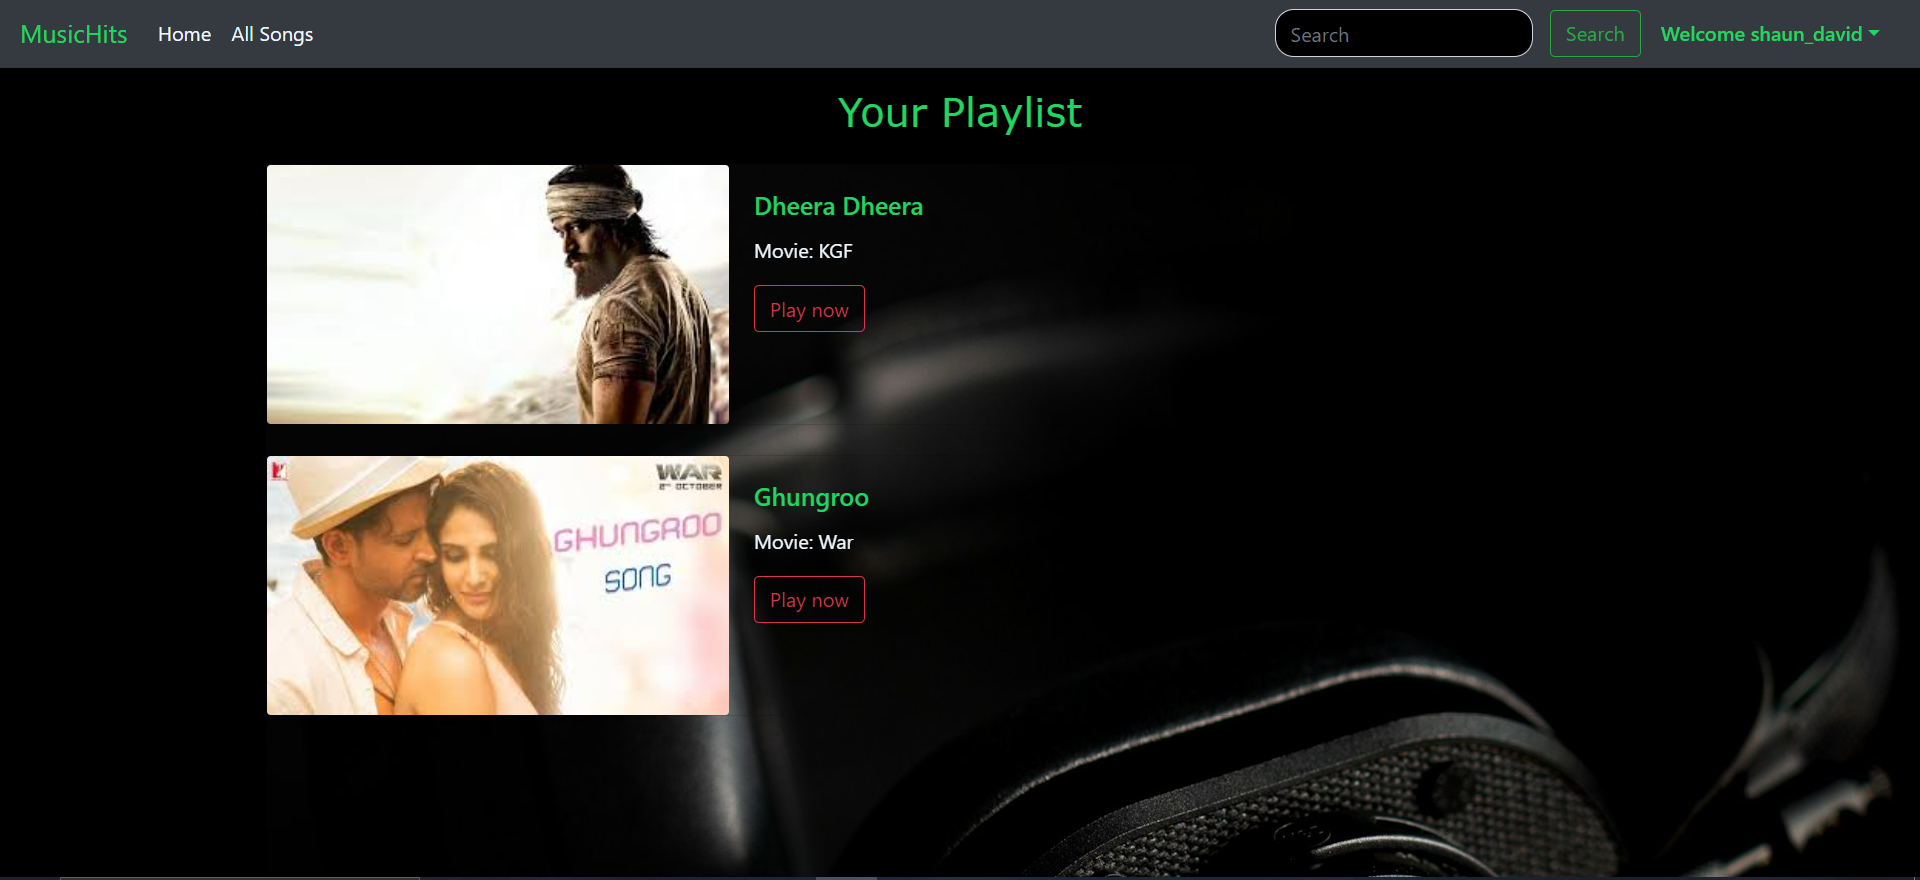 MusicHits Home All Songs Search Search Welcome shaun_david
Your Playlist
Dheera Dheera
Movie: KGF
Play now
WAR
2ND OCTOBER
GHUNGROO
SONG
Ghungroo
Movie: War
Play now